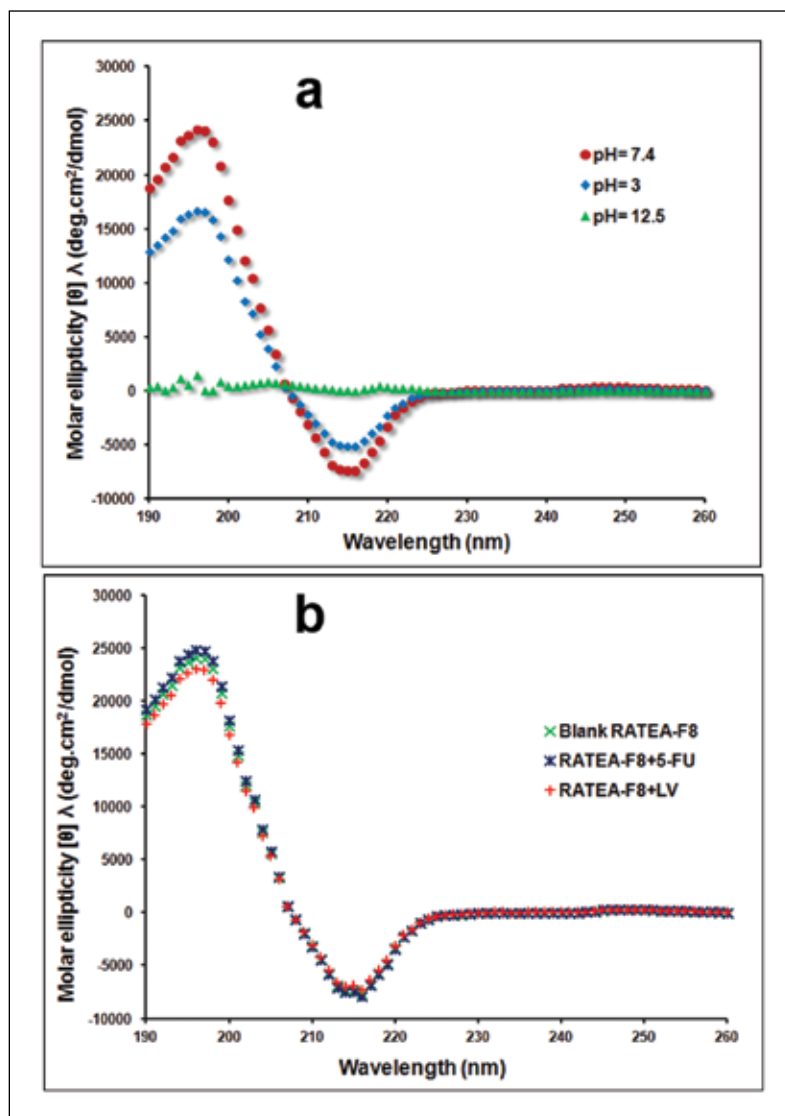 a
30000
25000
20000
15000
10000
5000
0
-5000
-10000
Molar ellipticity [θ] λ (deg.cm²/dmol)
pH= 7.4
pH= 3
pH= 12.5
190 200 210 220 230 240 250 260
Wavelength (nm)
b
30000
25000
20000
15000
10000
5000
0
-5000
-10000
Molar ellipticity [θ] λ (deg.cm²/dmol)
Blank RATEA-F8
RATEA-F8+5-FU
RATEA-F8+LV
190 200 210 220 230 240 250 260
Wavelength (nm)